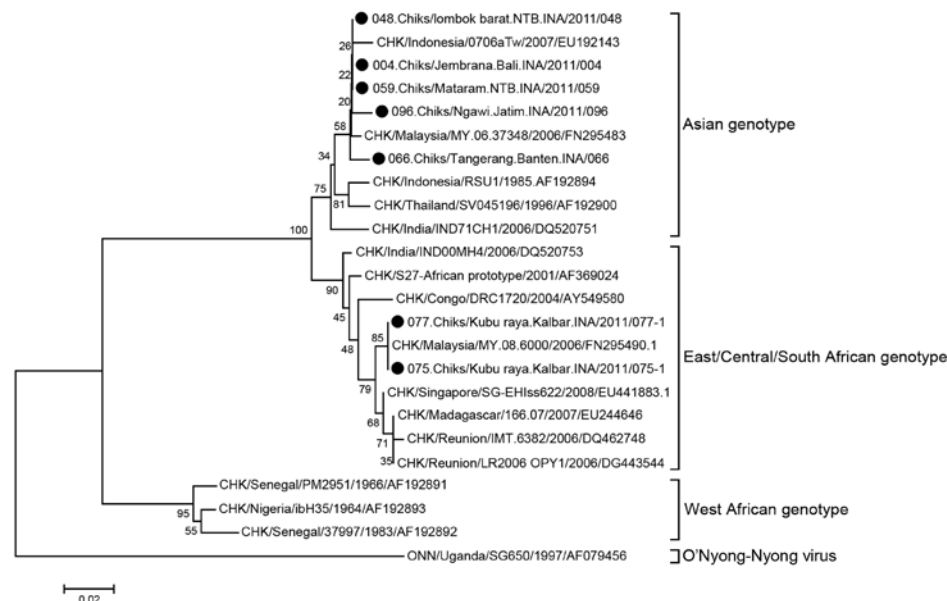 048.Chiks/lombok barat.NTB.INA/2011/048
26
CHK/Indonesia/0706aTw/2007/EU192143
004.Chiks/Jembrana.Bali.INA/2011/004
22
059.Chiks/Mataram.NTB.INA/2011/059
20
096.Chiks/Ngawi.Jatim.INA/2011/096
Asian genotype
58
CHK/Malaysia/MY.06.37348/2006/FN295483
34
066.Chiks/Tangerang.Banten.INA/066
75
CHK/Indonesia/RSU1/1985.AF192894
81
CHK/Thailand/SV045196/1996/AF192900
100
CHK/India/IND71CH1/2006/DQ520751
CHK/India/IND00MH4/2006/DQ520753
90
CHK/S27-African prototype/2001/AF369024
45
CHK/Congo/DRC1720/2004/AY549580
48
077.Chiks/Kubu raya.Kalbar.INA/2011/077-1
85
CHK/Malaysia/MY.08.6000/2006/FN295490.1
East/Central/South African genotype
075.Chiks/Kubu raya.Kalbar.INA/2011/075-1
79
CHK/Singapore/SG-EHIss622/2008/EU441883.1
68
CHK/Madagascar/166.07/2007/EU244646
71
CHK/Reunion/IMT.6382/2006/DQ462748
35
CHK/Reunion/LR2006 OPY1/2006/DG443544
CHK/Senegal/PM2951/1966/AF192891
95
CHK/Nigeria/ibH35/1964/AF192893
West African genotype
55
CHK/Senegal/37997/1983/AF192892
ONN/Uganda/SG650/1997/AF079456
O'Nyong-Nyong virus
0.02